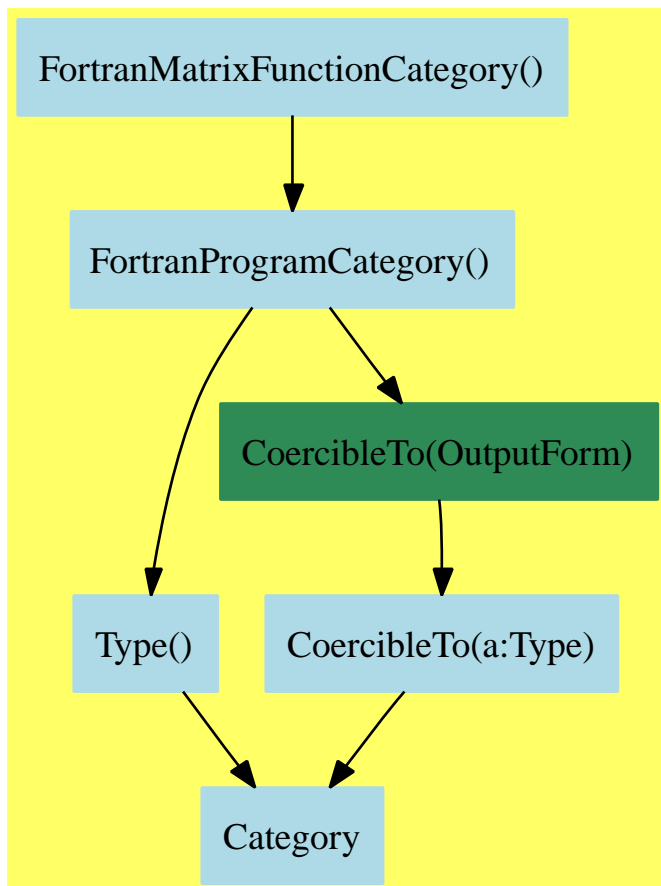 FortranMatrixFunctionCategory()
FortranProgramCategory()
CoercibleTo(OutputForm)
Type()
CoercibleTo(a:Type)
Category